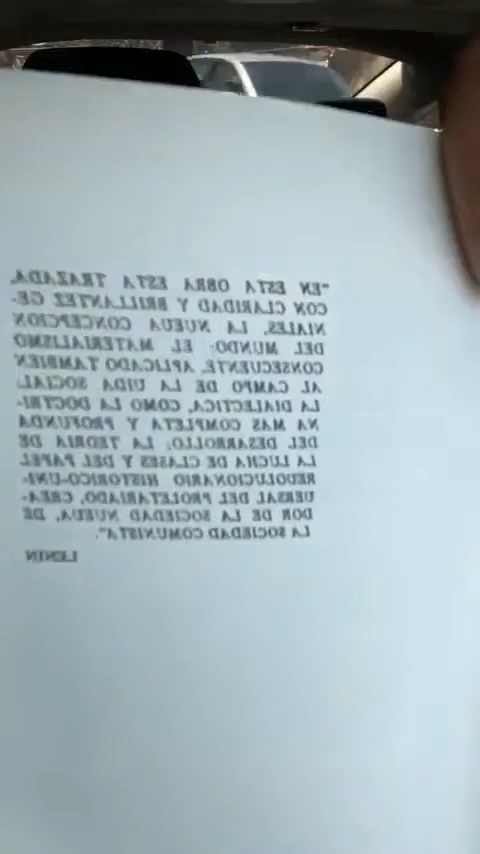 "EN ESTA OBRA ESTA TRAZADA,
CON CLARIDAD Y BRILLANTEZ GE-
NIALES, LA NUEVA CONCEPCION
DEL MUNDO: EL MATERIALISMO
CONSECUENTE, APLICADO TAMBIEN
AL CAMPO DE LA VIDA SOCIAL,
LA DIALECTICA, COMO LA DOCTRI-
NA MAS COMPLETA Y PROFUNDA
DEL DESARROLLO; LA TEORIA DE
LA LUCHA DE CLASES Y DEL PAPEL
REVOLUCIONARIO HISTORICO-UNI-
VERSAL DEL PROLETARIADO, CREA-
DOR DE LA SOCIEDAD NUEVA, DE
LA SOCIEDAD COMUNISTA".
LENIN